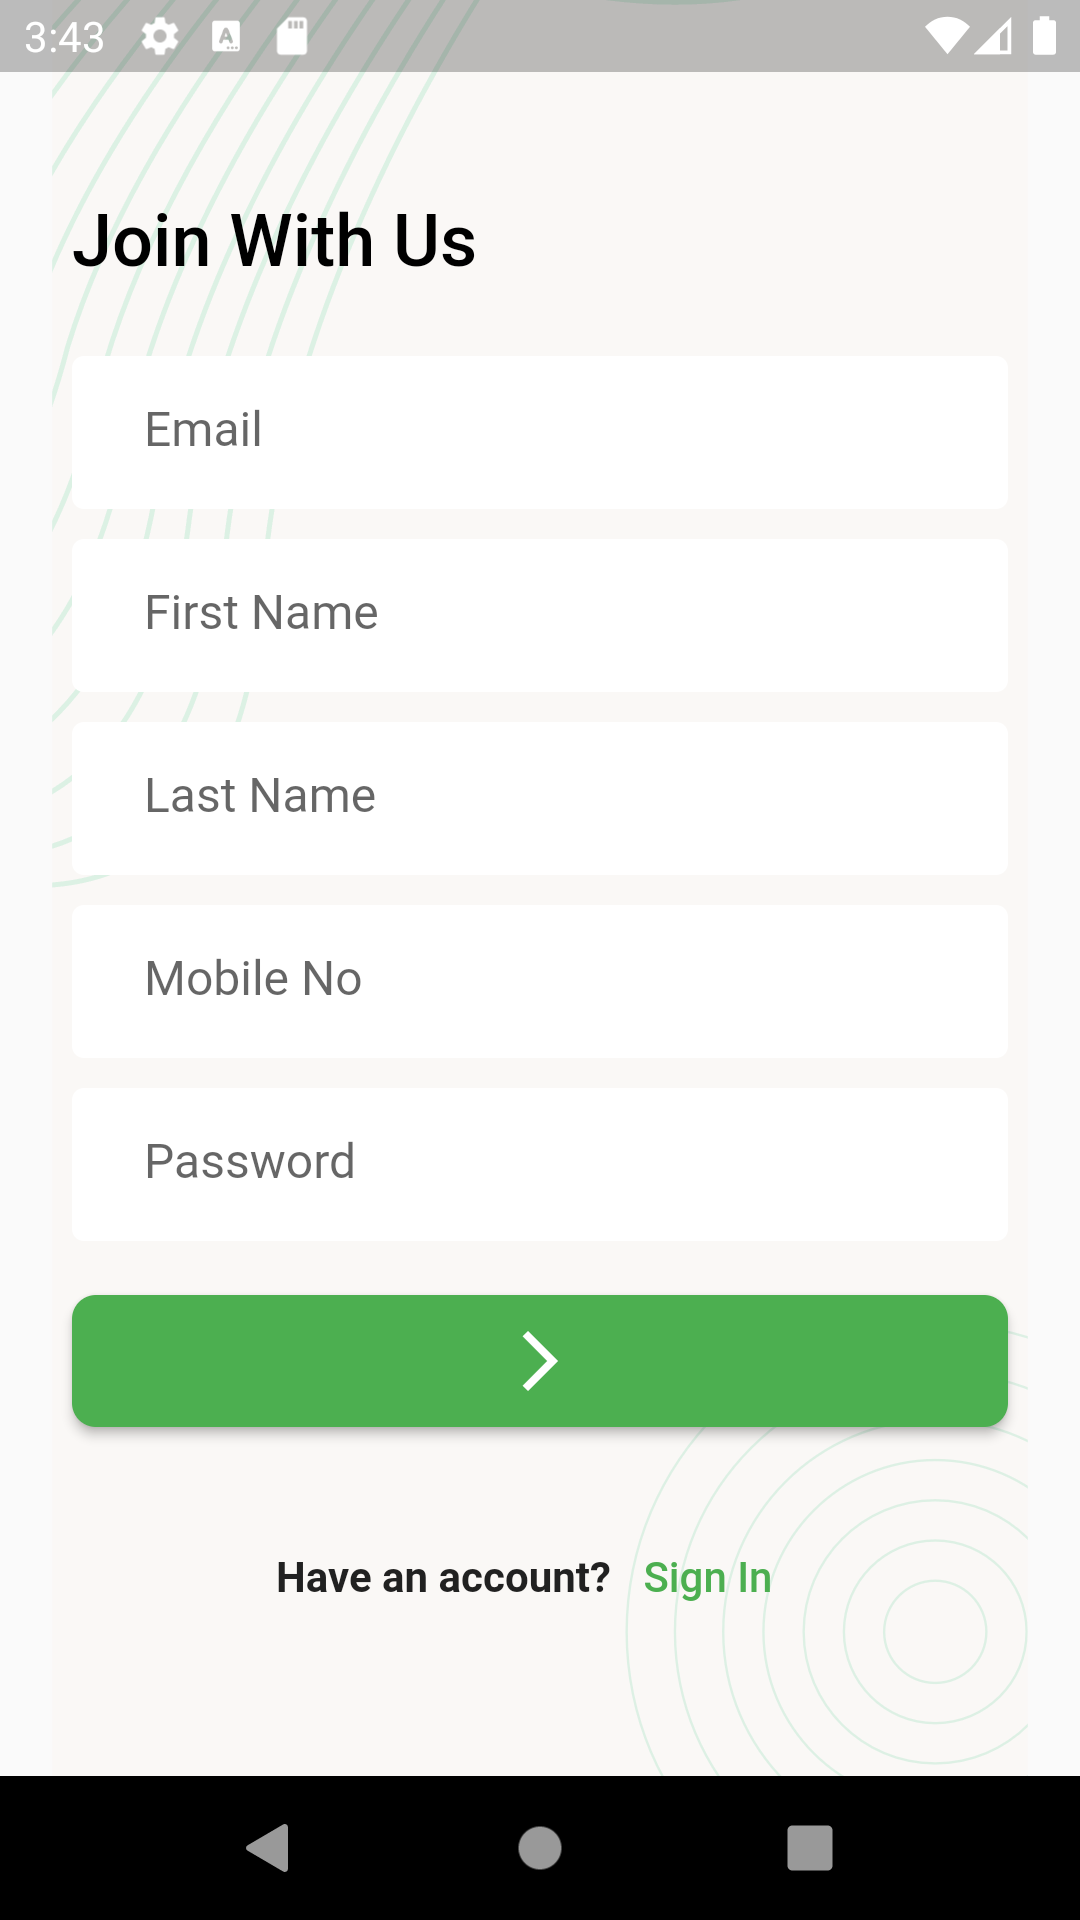 3:43
Join With Us
Email
First Name
Last Name
Mobile No
Password
Have an account? Sign In